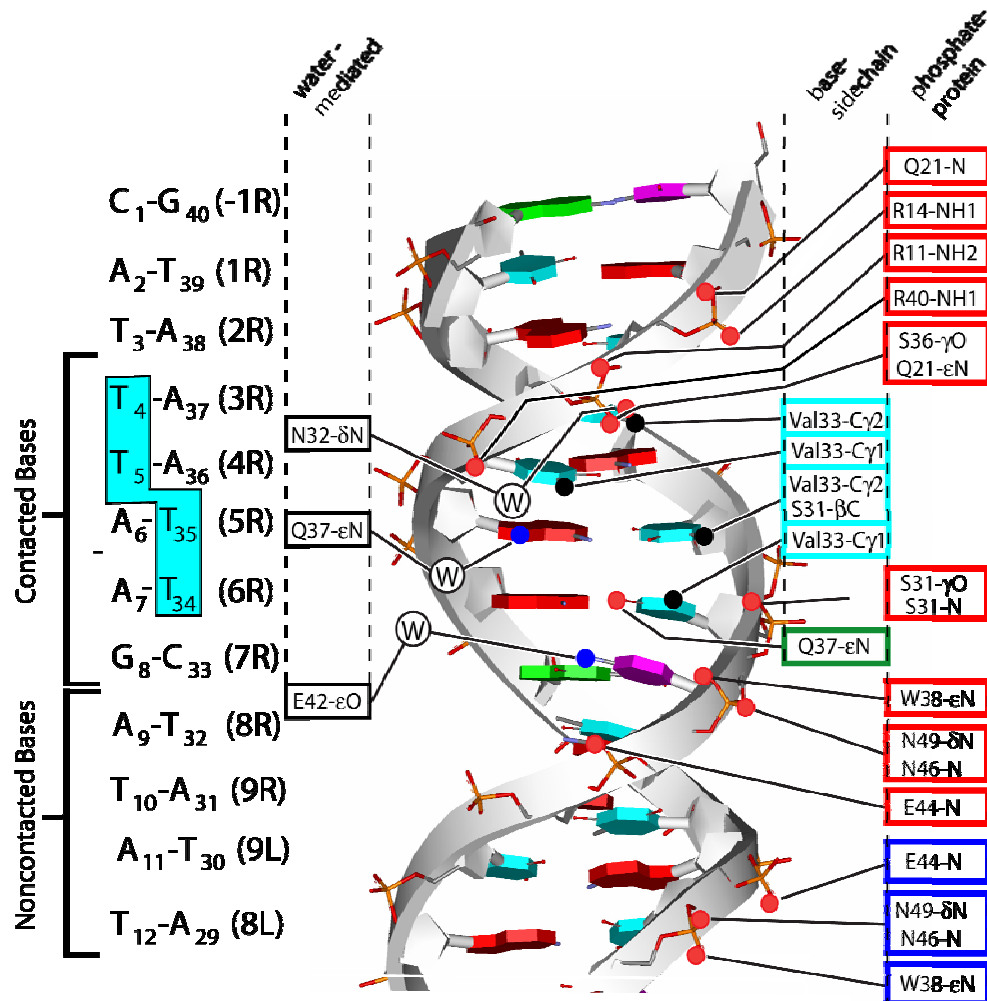 water-
mediated
base-
sidechain
phosphate-
protein
C1-G40 (-1R)
A2-T39 (1R)
T3-A38 (2R)
T4-A37 (3R)
T5-A36 (4R)
A6-T35 (5R)
A7-T34 (6R)
G8-C33 (7R)
A9-T32 (8R)
T10-A31 (9R)
A11-T30 (9L)
T12-A29 (8L)
Contacted Bases
Noncontacted Bases
N32-δN
Q37-εN
E42-εO
W
W
W
Val33-Cγ2
Val33-Cγ1
Val33-Cγ2
S31-βC
Val33-Cγ1
Q37-εN
Q21-N
R14-NH1
R11-NH2
R40-NH1
S36-γO
Q21-εN
S31-γO
S31-N
W38-εN
N49-δN
N46-N
E44-N
E44-N
N49-δN
N46-N
W38-εN